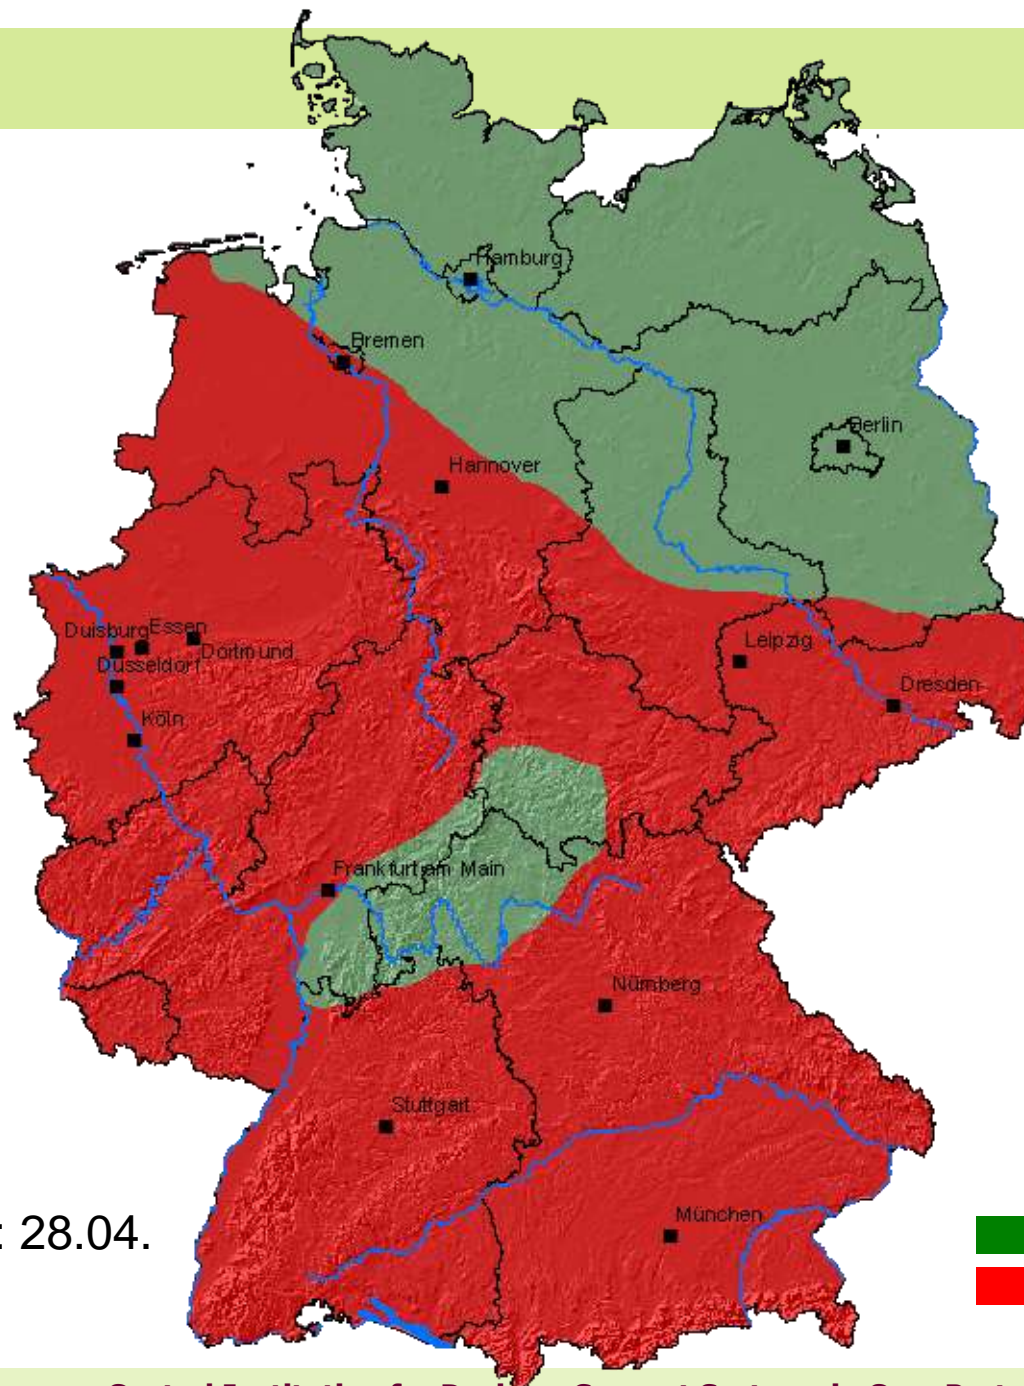 Hamburg
Bremen
Berlin
Hannover
Duisburg
Essen
Dortmund
Düsseldorf
Leipzig
Dresden
Köln
Frankfurt am Main
Nürnberg
Stuttgart
München
: 28.04.